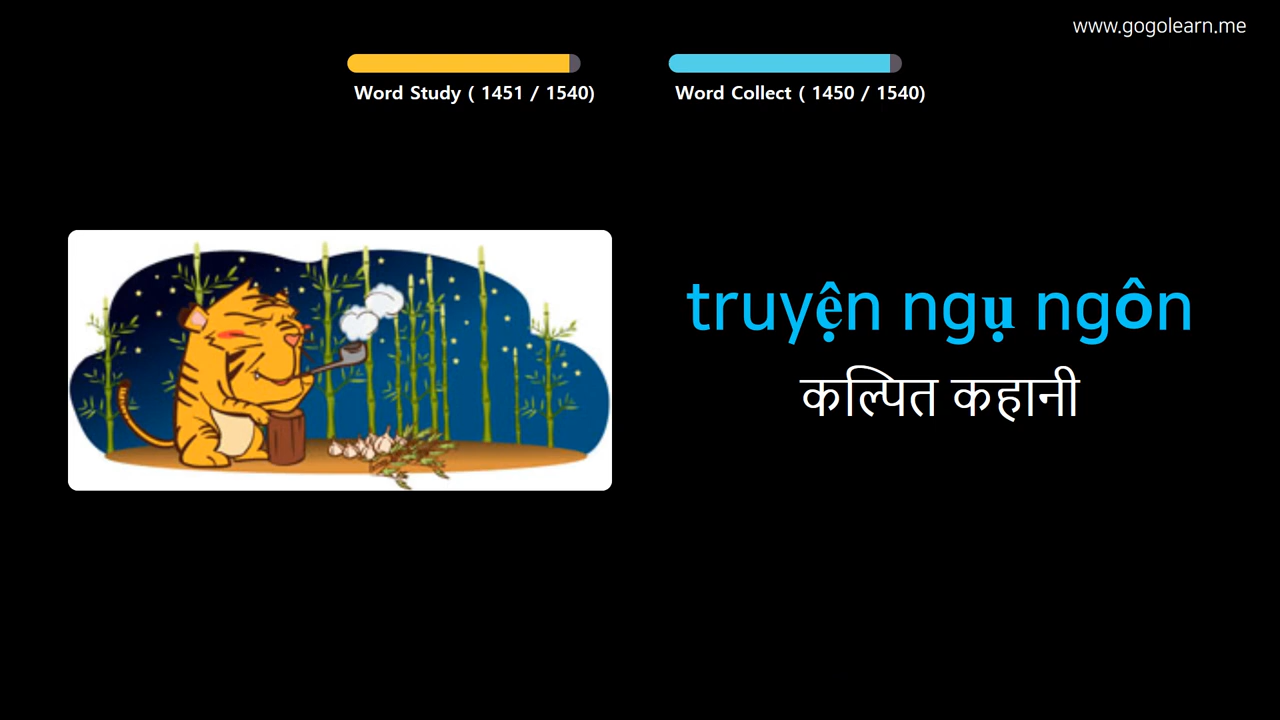 www.gogolearn.me
Word Study ( 1451 / 1540)
Word Collect ( 1450 / 1540)
truyện ngụ ngôn
कल्पित कहानी